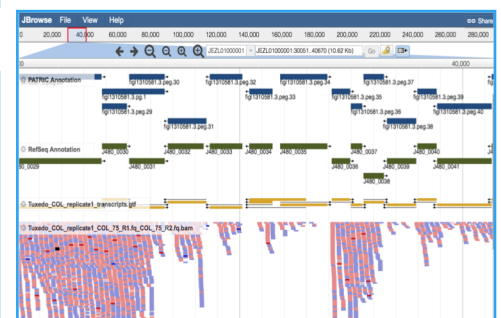 JBrowse File View Help Share
0 20,000 40,000 60,000 80,000 100,000 120,000 140,000 160,000 180,000 200,000 220,000 240,000 260,000 280,000
JEZL01000001 JEZL01000001:30051..40670 (10.62 Kb) Go
40,000
PATRIC Annotation
fig|1310581.3.peg.30 fig|1310581.3.peg.32 fig|1310581.3.peg.34 fig|1310581.3.peg.37
fig|1310581.3.peg.1 fig|1310581.3.peg.33 fig|1310581.3.peg.35 fig|1310581.3.peg.39
fig|1310581.3.peg.29 fig|1310581.3.peg.36 fig|1310581.3.peg.40
fig|1310581.3.peg.31 fig|1310581.3.peg.38
RefSeq Annotation
J480_0030 J480_0032 J480_0033 J480_0034 J480_0035 J480_0037 J480_0040
J480_0031 J480_0036 J480_0039 J480_0041
J480_0038
Tuxedo_COL_replicate1_transcripts.gtf
Tuxedo_COL_replicate1_COL_75_R1.fq_COL_75_R2.fq.bam